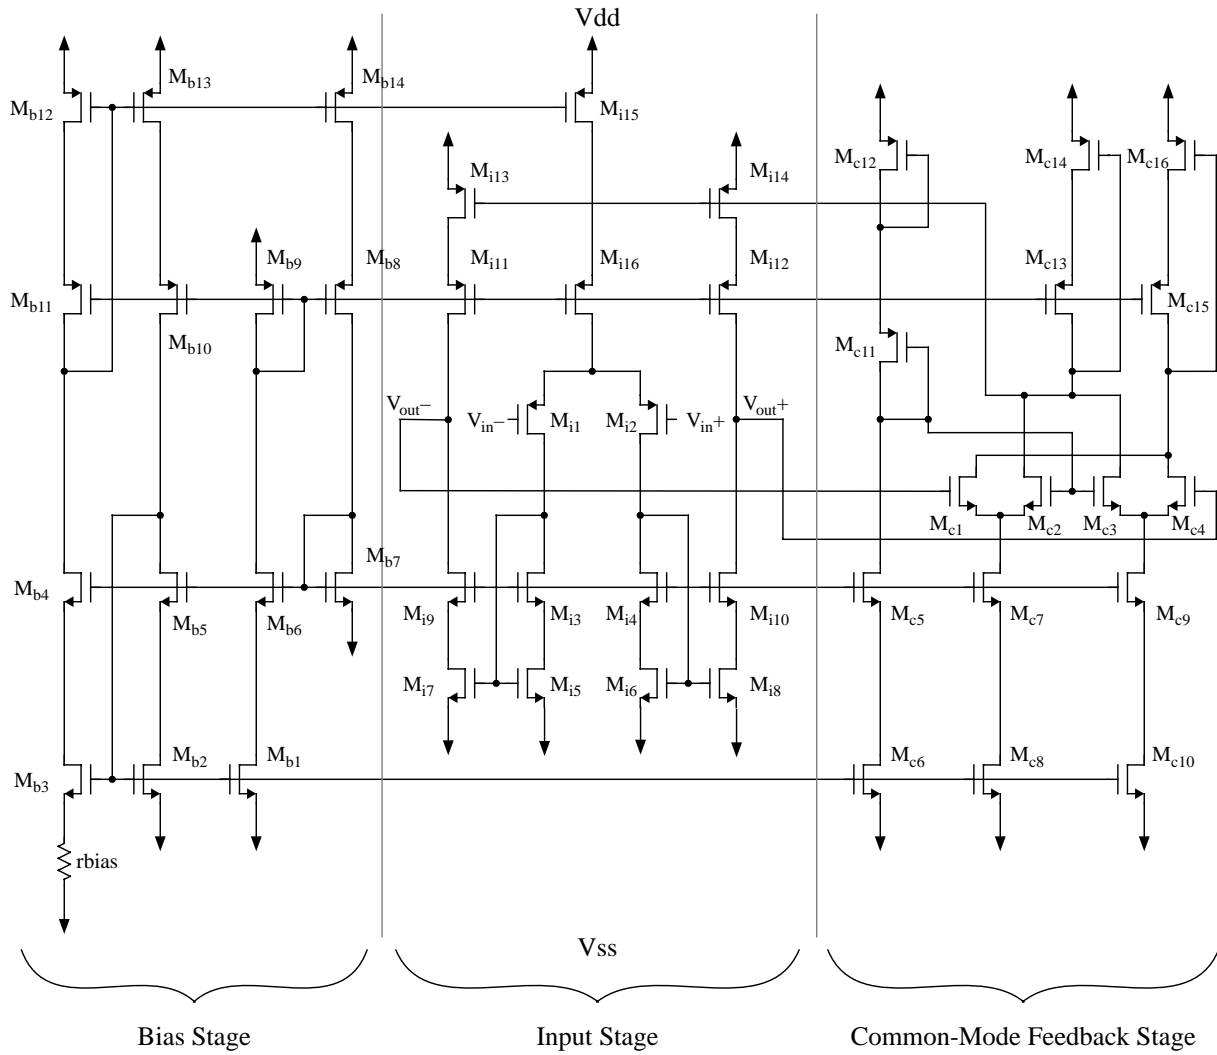 Vdd
Mb12
Mb13
Mb14
Mi15
Mi13
Mi14
Mc12
Mc14
Mc16
Mb11
Mb10
Mb9
Mb8
Mi11
Mi16
Mi12
Mc13
Mc15
Mc11
Vout−
Vin−
Mi1
Mi2
Vin+
Vout+
Mc1
Mc2
Mc3
Mc4
Mb4
Mb5
Mb6
Mb7
Mi9
Mi3
Mi4
Mi10
Mc5
Mc7
Mc9
Mi7
Mi5
Mi6
Mi8
Mb3
Mb2
Mb1
Mc6
Mc8
Mc10
rbias
Vss
Bias Stage
Input Stage
Common-Mode Feedback Stage